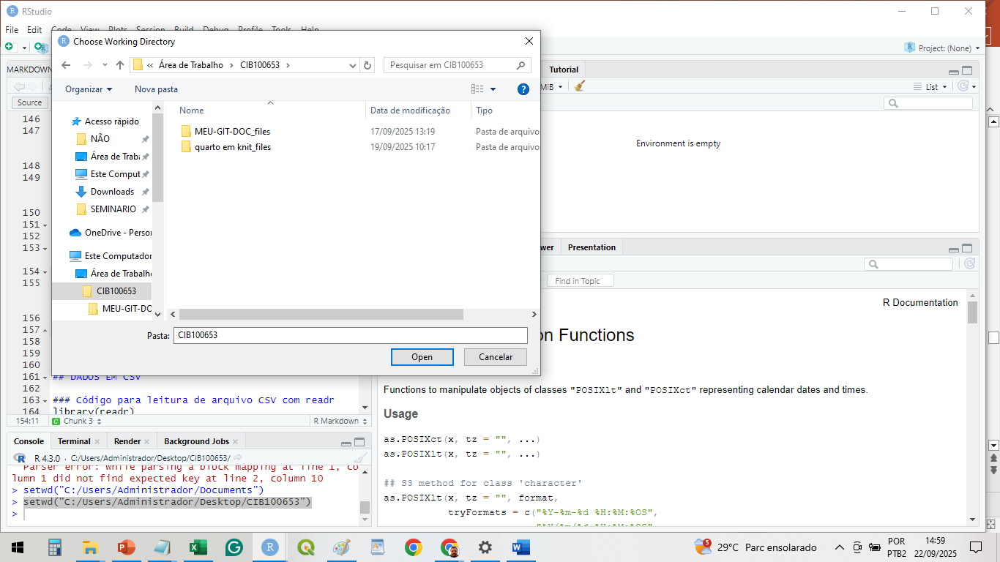 RStudio
File Edit Code View Plots Session Build Debug Profile Tools Help
Project: (None)
Choose Working Directory
« Área de Trabalho › CIB100653 ›
Pesquisar em CIB100653
Organizar Nova pasta
Nome Data de modificação Tipo
MEU-GIT-DOC_files 17/09/2025 13:19 Pasta de arquivo
quarto em knit_files 19/09/2025 10:17 Pasta de arquivo
Acesso rápido
NÃO
Área de Trab
Este Comput
Downloads
SEMINARIO
OneDrive - Person
Este Computador
Área de Trabalho
CIB100653
MEU-GIT-DO
Pasta: CIB100653
Open Cancelar
MARKDOWN
Source
146
147
148
149
150
151
152
153
154
155
156
157
158
159
160
161 ## DADOS EM CSV
162
163 ### Código para leitura de arquivo CSV com readr
164 library(readr)
154:11 Chunk 3 R Markdown
Tutorial
MiB List
Environment is empty
wer Presentation
Find in Topic
R Documentation
on Functions
Functions to manipulate objects of classes "POSIXlt" and "POSIXct" representing calendar dates and times.
Usage
as.POSIXct(x, tz = "", ...)
as.POSIXlt(x, tz = "", ...)
## S3 method for class 'character'
as.POSIXlt(x, tz = "", format,
tryFormats = c("%Y-%m-%d %H:%M:%OS",
"%Y/%m/%d %H:%M:%OS",
Console Terminal Render Background Jobs
R 4.3.0 · C:/Users/Administrador/Desktop/CIB100653/
Parser error: while parsing a block mapping at line 1, co
lumn 1 did not find expected key at line 2, column 10
> setwd("C:/Users/Administrador/Documents")
> setwd("C:/Users/Administrador/Desktop/CIB100653")
>
5
29°C Parc ensolarado
POR
PTB2
14:59
22/09/2025